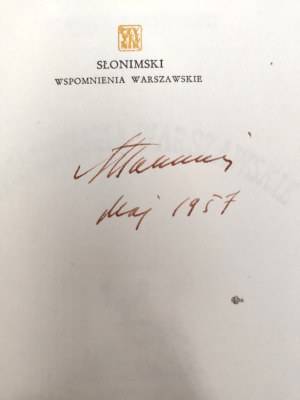 SŁONIMSKI
WSPOMNIENIA WARSZAWSKIE
Maj 1957